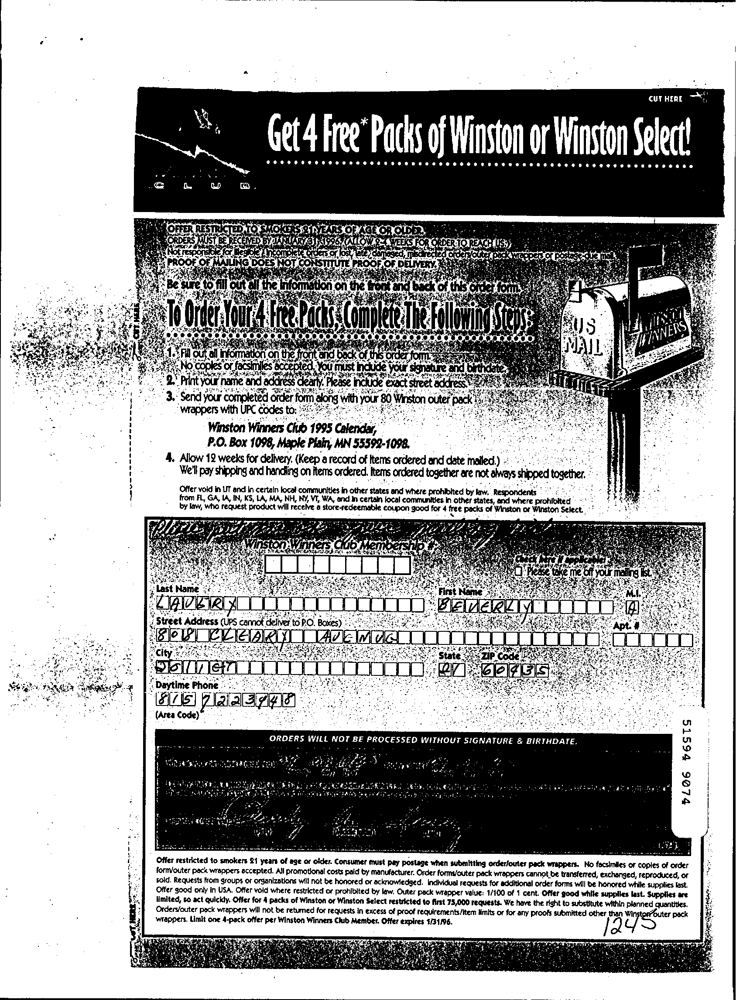 CUT HERE
Get 4 Free* Packs of Winston or Winston Select!
CLUB
OFFER RESTRICTED TO SMOKERS 21 YEARS OF AGE OR OLDER.
ORDERS MUST BE RECEIVED BY JANUARY 31, 1996. (ALLOW 2-4 WEEKS FOR ORDER TO REACH US.)
Not responsible for illegible / incomplete orders or lost, late, damaged, misdirected orders/outer pack wrappers or postage-due mail.
PROOF OF MAILING DOES NOT CONSTITUTE PROOF OF DELIVERY.
Be sure to fill out all the information on the front and back of this order form.
To Order Your 4 Free Packs, Complete The Following Steps:
US MAIL
WINSTON WINNERS
CUT HERE
1. Fill out all information on the front and back of this order form.
No copies or facsimiles accepted. You must include your signature and birthdate.
2. Print your name and address clearly. Please include exact street address.
3. Send your completed order form along with your 80 Winston outer pack
wrappers with UPC codes to:
Winston Winners Club 1995 Calendar,
P.O. Box 1098, Maple Plain, MN 55592-1098.
4. Allow 12 weeks for delivery. (Keep a record of items ordered and date mailed.)
We'll pay shipping and handling on items ordered. Items ordered together are not always shipped together.
Offer void in UT and in certain local communities in other states and where prohibited by law. Respondents
from FL, GA, IA, IN, KS, LA, MA, NH, NY, VT, WA, and in certain local communities in other states, and where prohibited
by law, who request product will receive a store-redeemable coupon good for 4 free packs of Winston or Winston Select.
Winston Winners Club Membership #:
Check here if applicable:
Please take me off your mailing list.
Last Name First Name M.I.
LAVERY BEVERLY A
Street Address (UPS cannot deliver to P.O. Boxes) Apt. #
808 CLEARY AVENUE
City State ZIP Code
Joliet 60435
Daytime Phone
815 7223948
(Area Code)
ORDERS WILL NOT BE PROCESSED WITHOUT SIGNATURE & BIRTHDATE.
51594 9074
Offer restricted to smokers 21 years of age or older. Consumer must pay postage when submitting order/outer pack wrappers. No facsimiles or copies of order
form/outer pack wrappers accepted. All promotional costs paid by manufacturer. Order forms/outer pack wrappers cannot be transferred, exchanged, reproduced, or
sold. Requests from groups or organizations will not be honored or acknowledged. Individual requests for additional order forms will be honored while supplies last.
Offer good only in USA. Offer void where restricted or prohibited by law. Outer pack wrapper value: 1/100 of 1 cent. Offer good while supplies last. Supplies are
limited, so act quickly. Offer for 4 packs of Winston or Winston Select restricted to first 75,000 requests. We have the right to substitute within planned quantities.
Orders/outer pack wrappers will not be returned for requests in excess of proof requirements/item limits or for any proofs submitted other than Winston outer pack
wrappers. Limit one 4-pack offer per Winston Winners Club Member. Offer expires 1/31/96.
1245